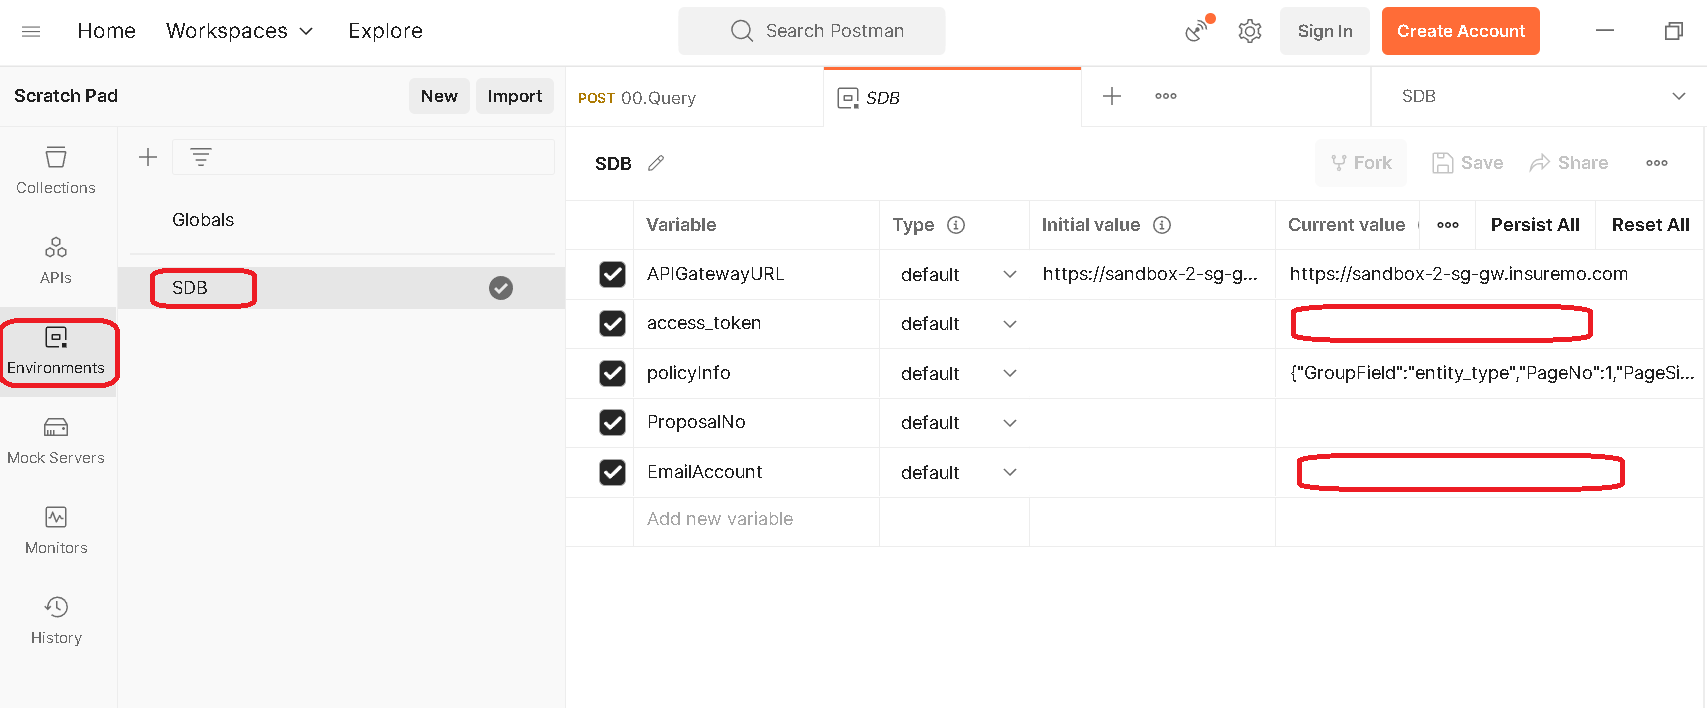 Home Workspaces Explore Search Postman Sign In Create Account
Scratch Pad New Import POST 00.Query SDB SDB
Collections
APIs
Environments
Mock Servers
Monitors
History
Globals
SDB
SDB Fork Save Share
Variable Type Initial value Current value Persist All Reset All
APIGatewayURL default https://sandbox-2-sg-g... https://sandbox-2-sg-gw.insuremo.com
access_token default
policyInfo default {"GroupField":"entity_type","PageNo":1,"PageSi...
ProposalNo default
EmailAccount default
Add new variable